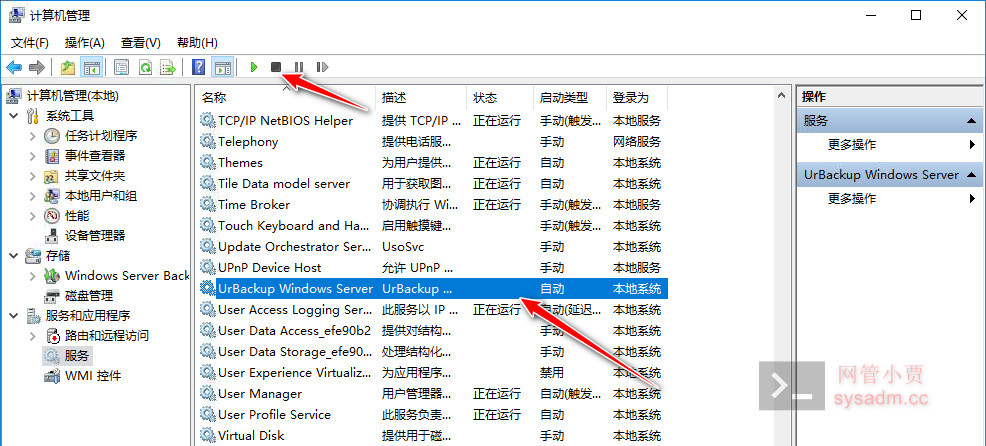 计算机管理
文件(F) 操作(A) 查看(V) 帮助(H)
计算机管理(本地)
系统工具
任务计划程序
事件查看器
共享文件夹
本地用户和组
性能
设备管理器
存储
Windows Server Back
磁盘管理
服务和应用程序
路由和远程访问
服务
WMI 控件
名称 描述 状态 启动类型 登录为
TCP/IP NetBIOS Helper 提供 TCP/IP ... 正在运行 手动(触发... 本地服务
Telephony 提供电话服... 手动 网络服务
Themes 为用户提供... 正在运行 自动 本地系统
Tile Data model server 用于获取图... 正在运行 自动 本地系统
Time Broker 协调执行 Wi... 正在运行 手动(触发... 本地服务
Touch Keyboard and Ha... 启用触摸键... 手动(触发... 本地系统
Update Orchestrator Ser... UsoSvc 手动 本地系统
UPnP Device Host 允许 UPnP ... 手动 本地服务
UrBackup Windows Server UrBackup ... 自动 本地系统
User Access Logging Ser... 此服务以 IP ... 正在运行 自动(延迟... 本地系统
User Data Access_efe90b2 提供对结构... 手动 本地系统
User Data Storage_efe90... 处理结构化... 手动 本地系统
User Experience Virtualiz... 为应用程序... 禁用 本地系统
User Manager 用户管理器... 正在运行 自动(触发... 本地系统
User Profile Service 此服务负责... 正在运行 自动 本地系统
Virtual Disk 提供用于磁... 手动 本地系统
操作
服务
更多操作
UrBackup Windows Server
更多操作
网管小贾
sysadm.cc